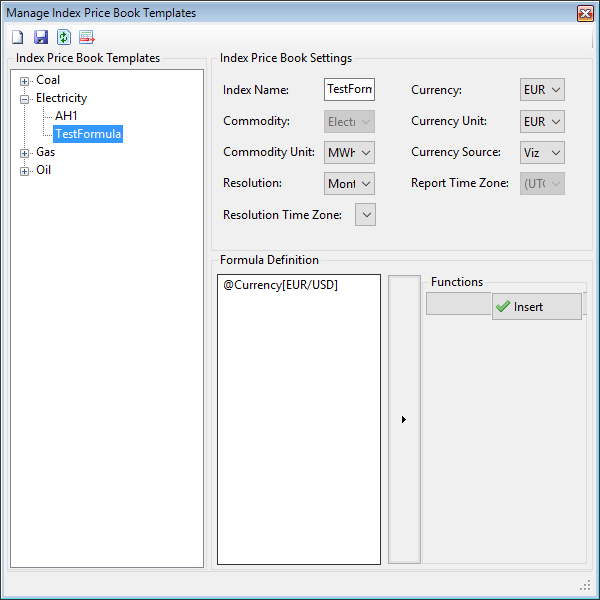 Manage Index Price Book Templates
Index Price Book Templates
Coal
Electricity
AH1
TestFormula
Gas
Oil
Index Price Book Settings
Index Name: TestForm Currency: EUR
Commodity: Electr Currency Unit: EUR
Commodity Unit: MWh Currency Source: Viz
Resolution: Mont Report Time Zone: (UTC
Resolution Time Zone:
Formula Definition
@Currency[EUR/USD]
Functions
Insert